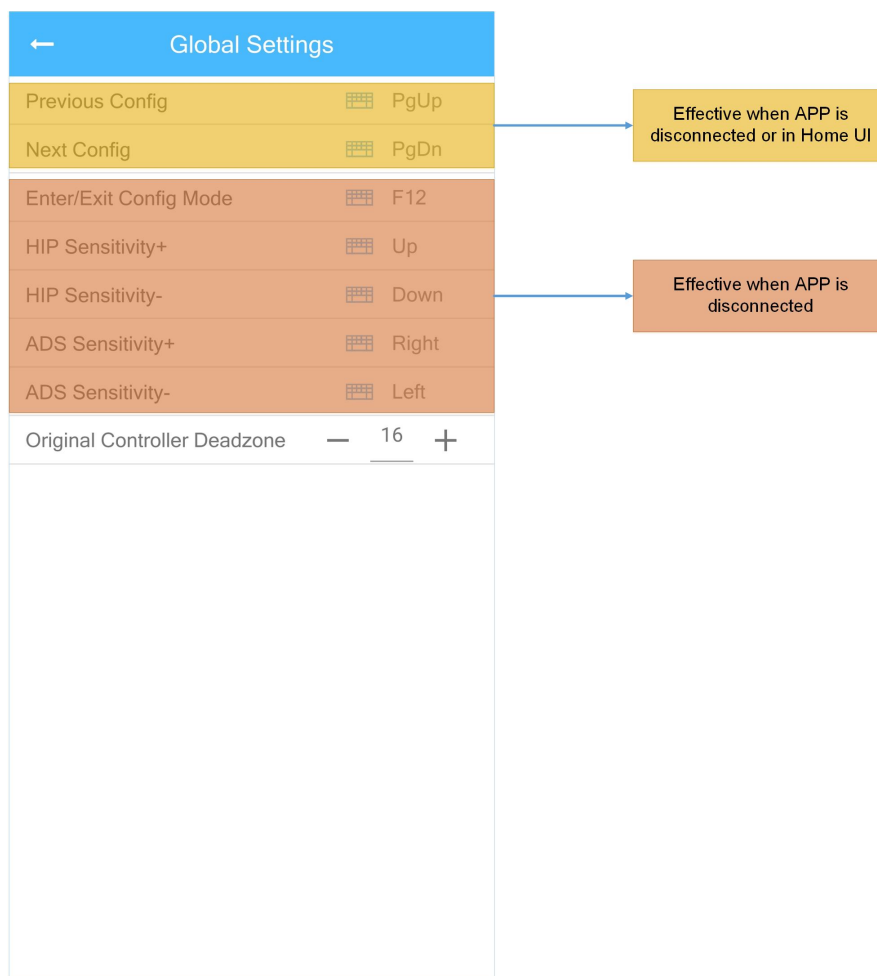 Global Settings
Previous Config PgUp
Next Config PgDn
Enter/Exit Config Mode F12
HIP Sensitivity+ Up
HIP Sensitivity- Down
ADS Sensitivity+ Right
ADS Sensitivity- Left
Original Controller Deadzone — 16 +
Effective when APP is
disconnected or in Home UI
Effective when APP is
disconnected